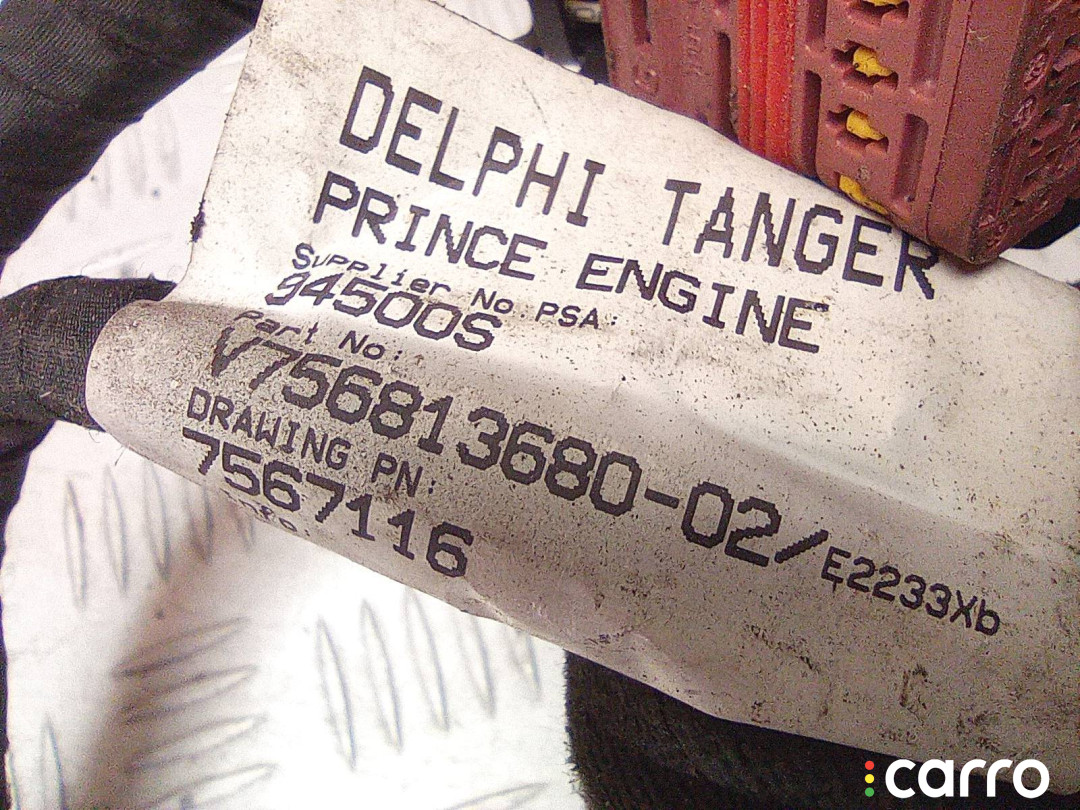 DELPHI TANGER
PRINCE ENGINE
Supplier No PSA:
94500S
Part No:
V756813680-02/E2233Xb
DRAWING PN:
7567116
carro